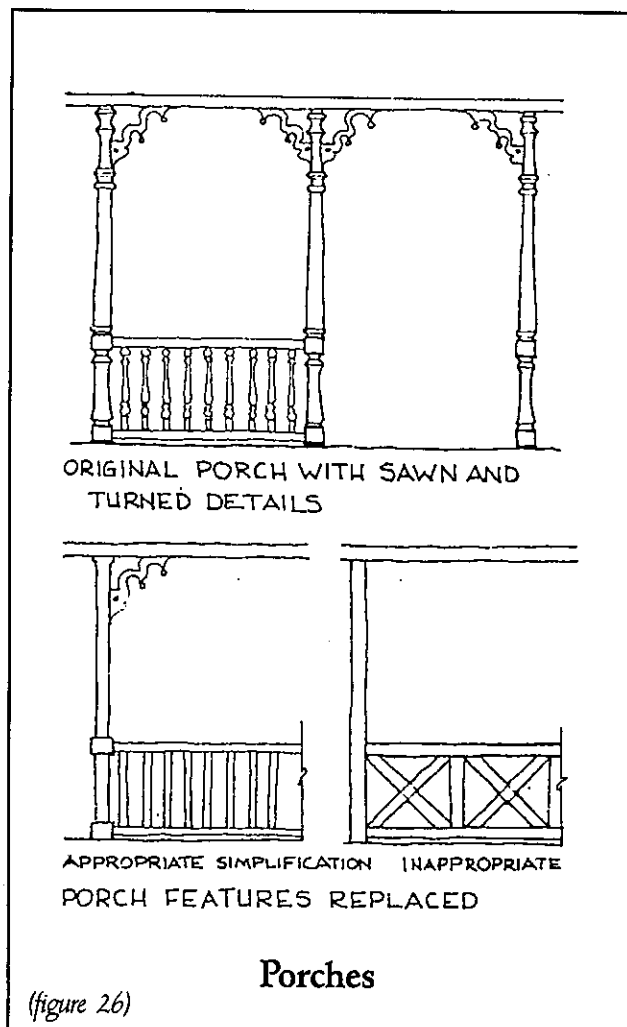 ORIGINAL PORCH WITH SAWN AND
TURNED DETAILS
APPROPRIATE SIMPLIFICATION INAPPROPRIATE
PORCH FEATURES REPLACED
Porches
(figure 26)